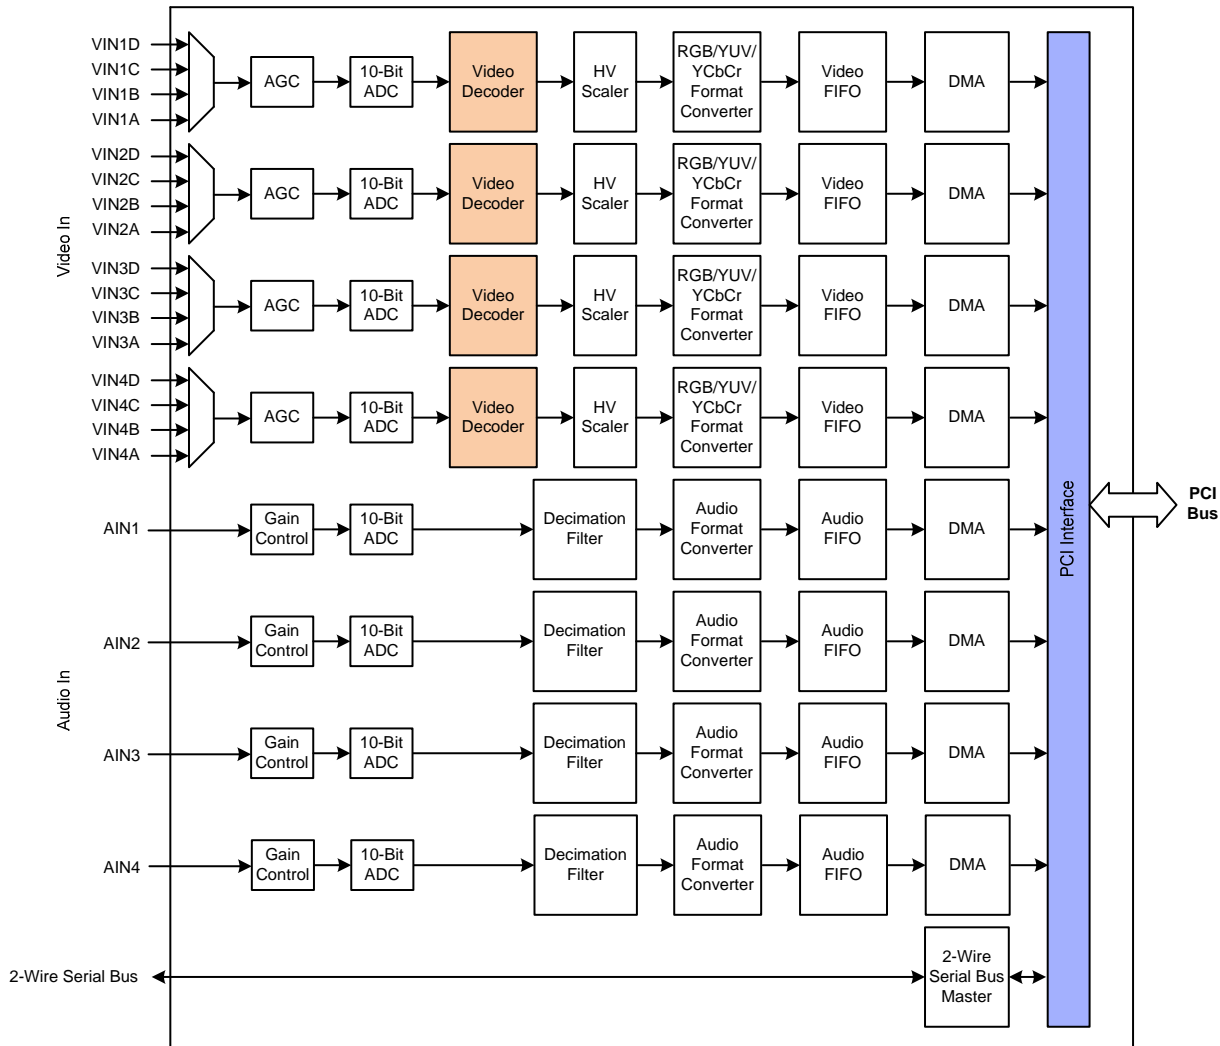 VIN1D
VIN1C
VIN1B
VIN1A
AGC
10-Bit
ADC
Video
Decoder
HV
Scaler
RGB/YUV/
YCbCr
Format
Converter
Video
FIFO
DMA
VIN2D
VIN2C
VIN2B
VIN2A
AGC
10-Bit
ADC
Video
Decoder
HV
Scaler
RGB/YUV/
YCbCr
Format
Converter
Video
FIFO
DMA
Video In
VIN3D
VIN3C
VIN3B
VIN3A
AGC
10-Bit
ADC
Video
Decoder
HV
Scaler
RGB/YUV/
YCbCr
Format
Converter
Video
FIFO
DMA
VIN4D
VIN4C
VIN4B
VIN4A
AGC
10-Bit
ADC
Video
Decoder
HV
Scaler
RGB/YUV/
YCbCr
Format
Converter
Video
FIFO
DMA
AIN1
Gain
Control
10-Bit
ADC
Decimation
Filter
Audio
Format
Converter
Audio
FIFO
DMA
PCI Interface
PCI
Bus
AIN2
Gain
Control
10-Bit
ADC
Decimation
Filter
Audio
Format
Converter
Audio
FIFO
DMA
Audio In
AIN3
Gain
Control
10-Bit
ADC
Decimation
Filter
Audio
Format
Converter
Audio
FIFO
DMA
AIN4
Gain
Control
10-Bit
ADC
Decimation
Filter
Audio
Format
Converter
Audio
FIFO
DMA
2-Wire Serial Bus
2-Wire
Serial Bus
Master